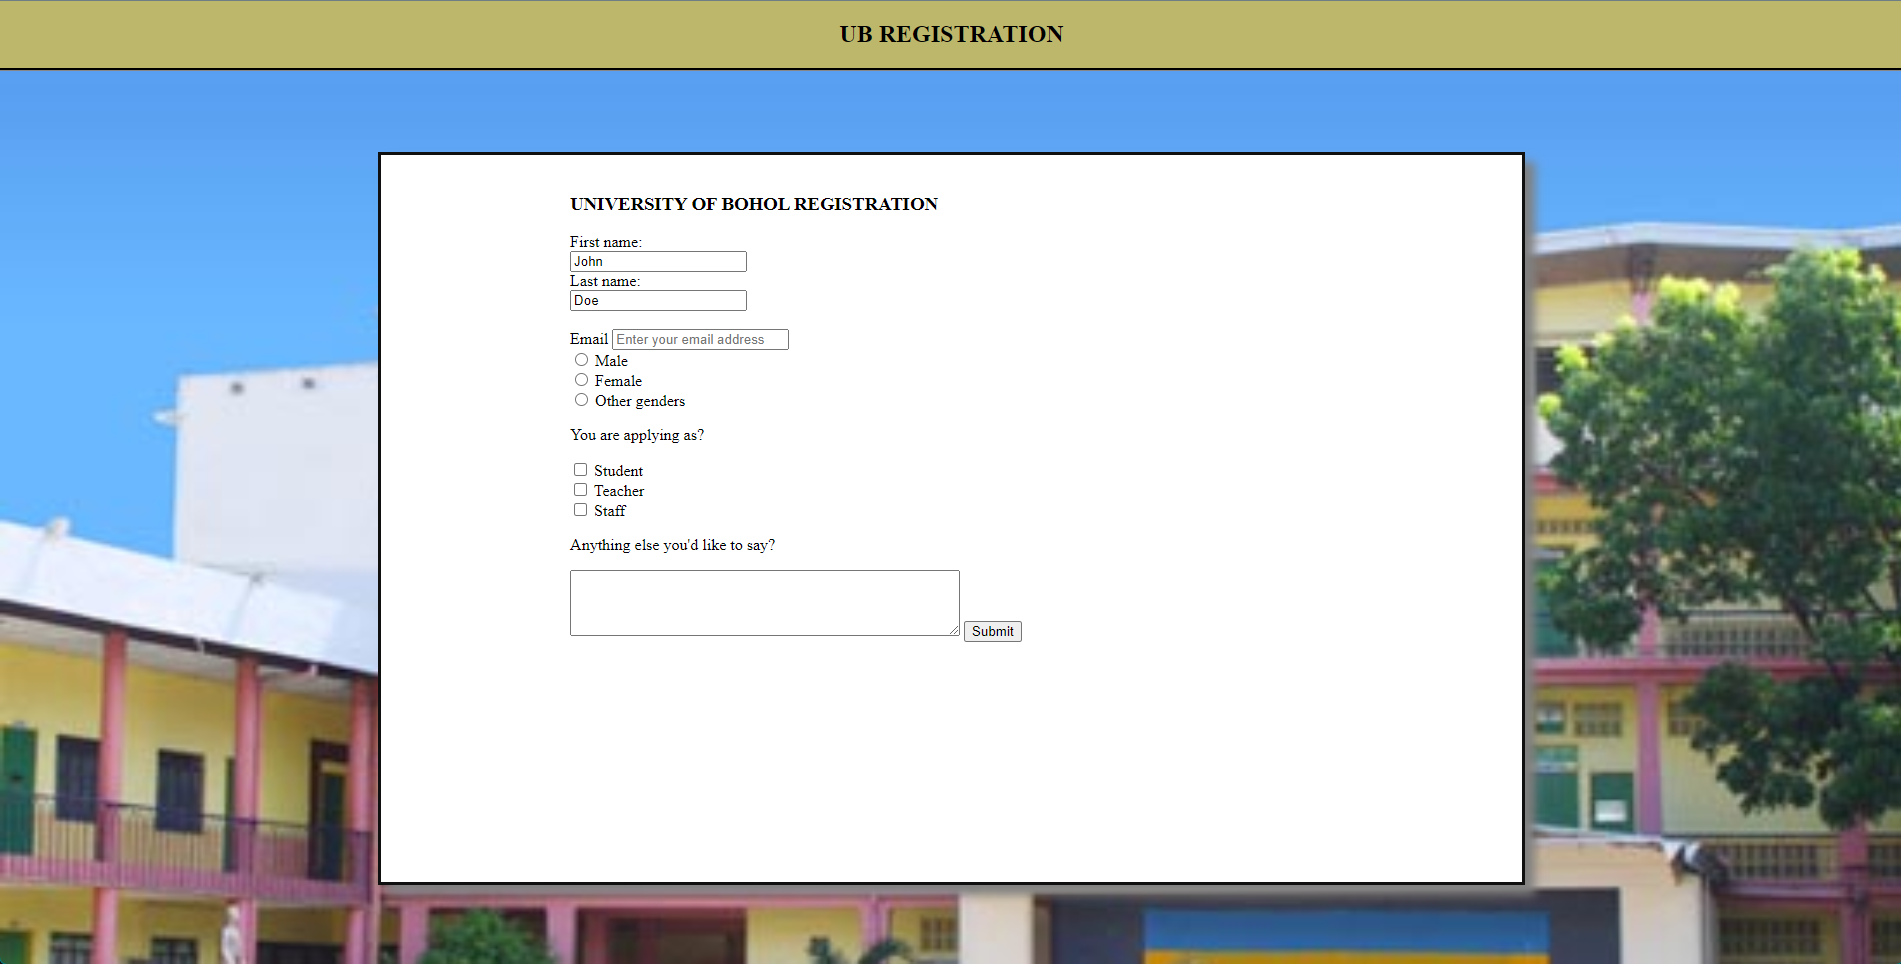 UB REGISTRATION
UNIVERSITY OF BOHOL REGISTRATION
First name:
John
Last name:
Doe
Email Enter your email address
Male
Female
Other genders
You are applying as?
Student
Teacher
Staff
Anything else you'd like to say?
Submit